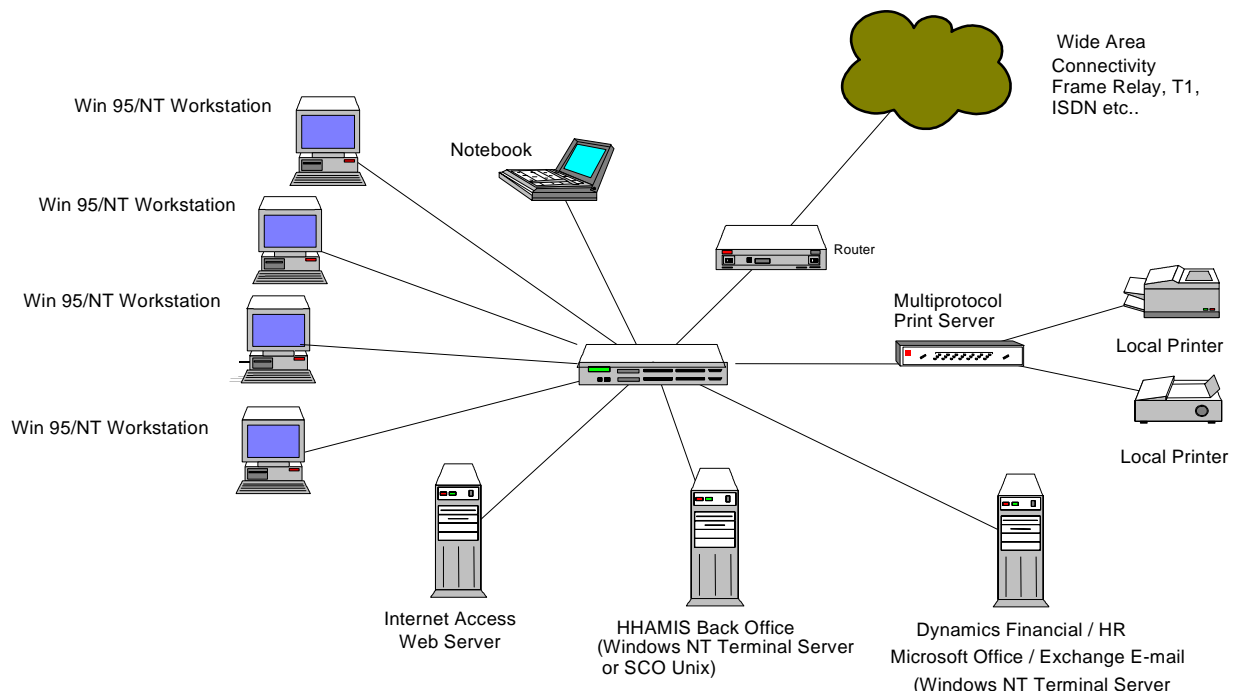 Wide Area
Connectivity
Frame Relay, T1,
ISDN etc..
Win 95/NT Workstation
Notebook
Win 95/NT Workstation
Router
Win 95/NT Workstation
Multiprotocol
Print Server
Local Printer
Win 95/NT Workstation
Local Printer
Internet Access
Web Server
HHAMIS Back Office
(Windows NT Terminal Server
or SCO Unix)
Dynamics Financial / HR
Microsoft Office / Exchange E-mail
(Windows NT Terminal Server